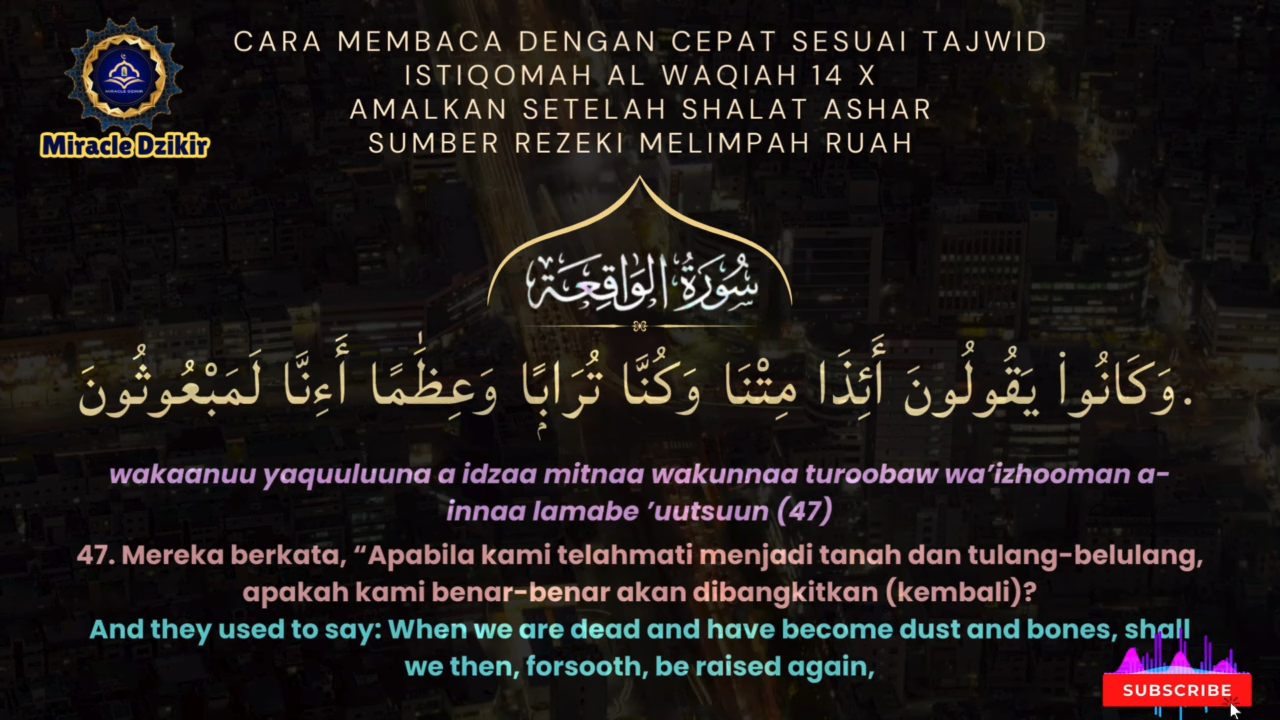 CARA MEMBACA DENGAN CEPAT SESUAI TAJWID
ISTIQOMAH AL WAQIAH 14 X
AMALKAN SETELAH SHALAT ASHAR
SUMBER REZEKI MELIMPAH RUAH
MIRACLE DZIKIR
Miracle Dzikir
سُورَةُ الوَاقِعَة
وَكَانُوا۟ يَقُولُونَ أَئِذَا مِتْنَا وَكُنَّا تُرَابًۭا وَعِظَٰمًا أَءِنَّا لَمَبْعُوثُونَ.
wakaanuu yaquuluuna a idzaa mitnaa wakunnaa turoobaw wa’izhooman a-
innaa lamabe ’uutsuun (47)
47. Mereka berkata, “Apabila kami telahmati menjadi tanah dan tulang-belulang,
apakah kami benar-benar akan dibangkitkan (kembali)?
And they used to say: When we are dead and have become dust and bones, shall
we then, forsooth, be raised again,
SUBSCRIBE